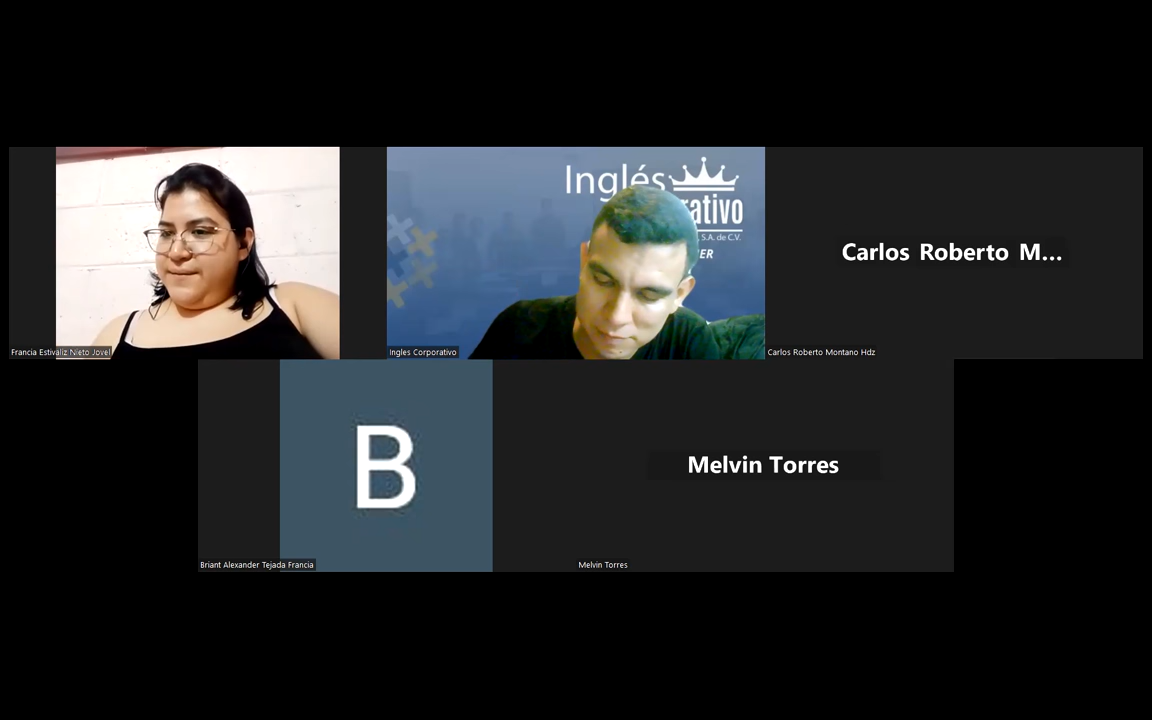 Inglés
rativo
S.A. de C.V.
ER
Carlos Roberto M...
Francia Estivaliz Nieto Jovel
Ingles Corporativo
Carlos Roberto Montano Hdz
B
Melvin Torres
Briant Alexander Tejada Francia
Melvin Torres